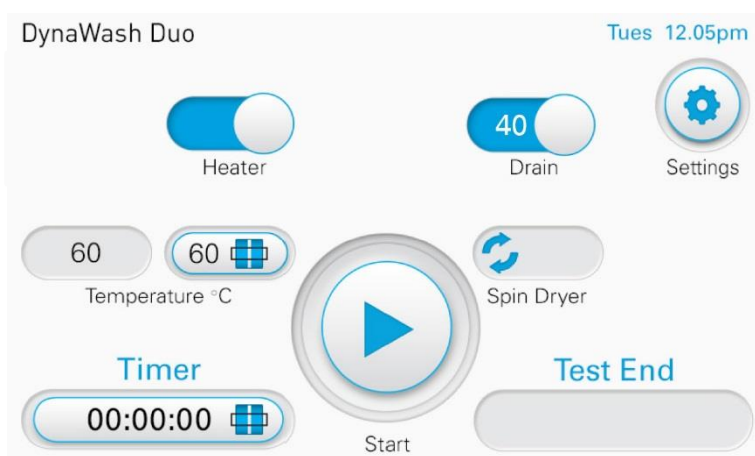 DynaWash Duo
Tues 12.05pm
40
Heater
Drain
Settings
60
60
Temperature °C
Spin Dryer
Timer
Test End
00:00:00
Start